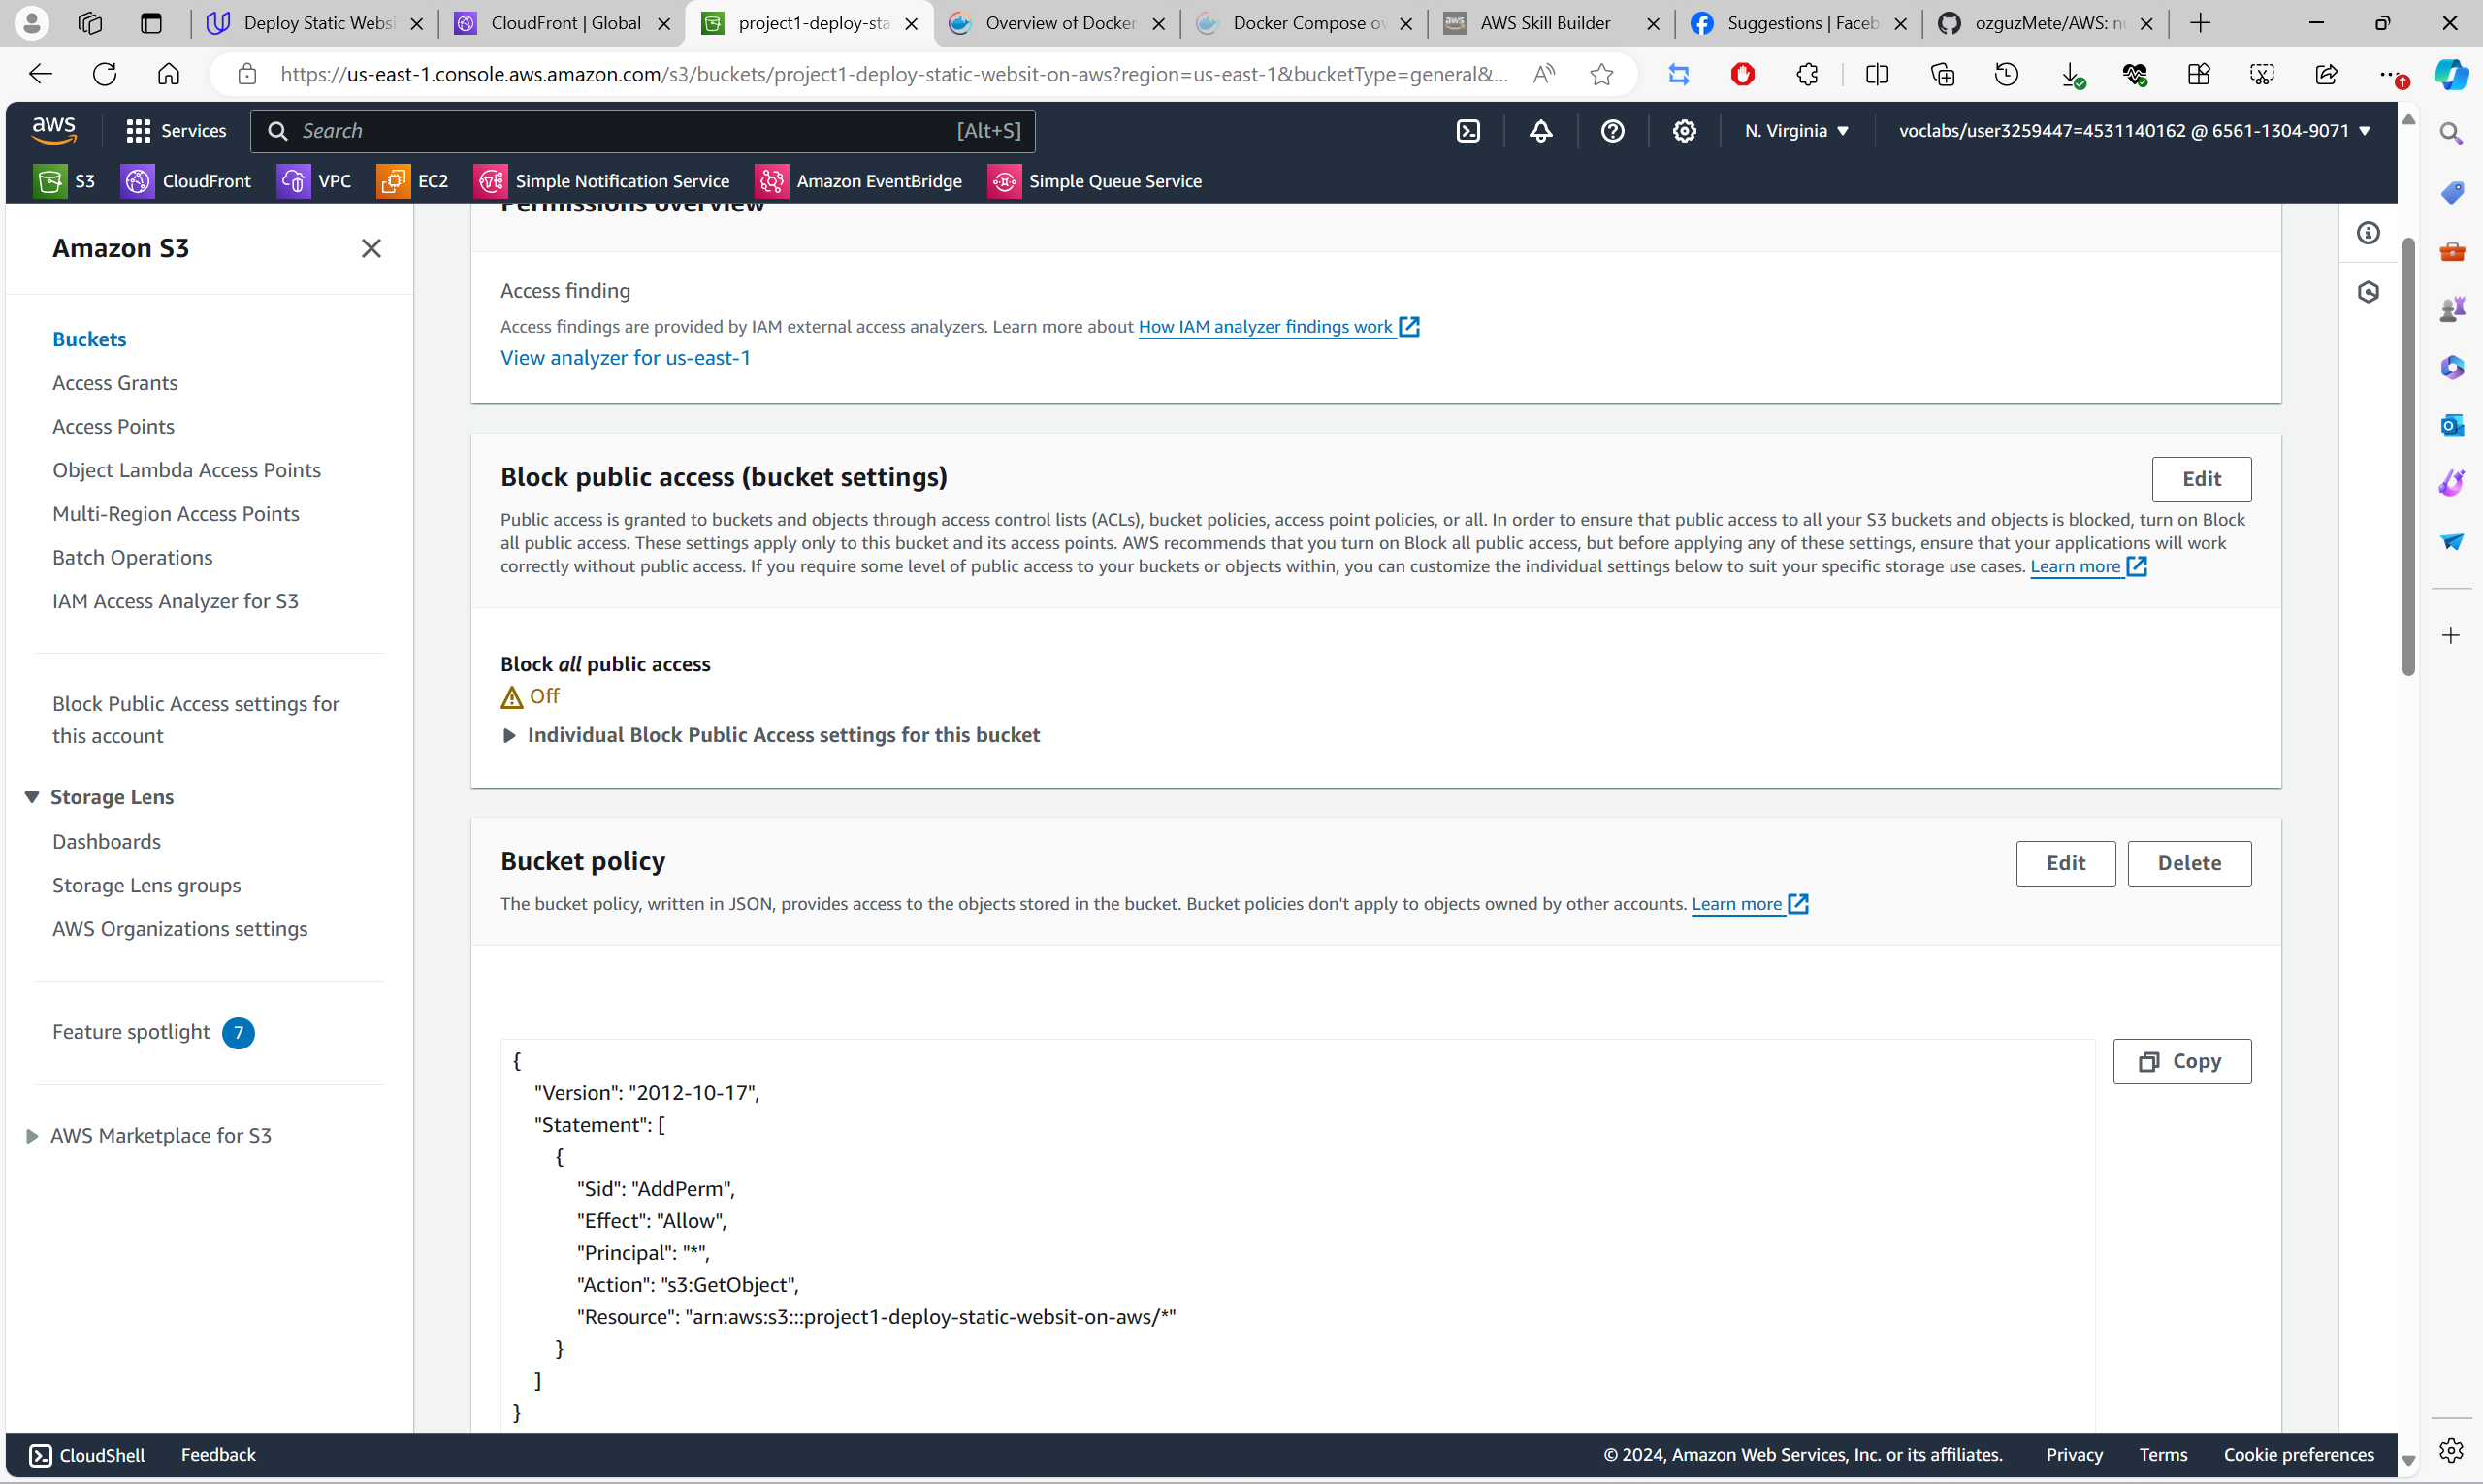 Deploy Static Websi
CloudFront | Global
project1-deploy-sta
Overview of Docker
Docker Compose ov
AWS Skill Builder
Suggestions | Faceb
ozguzMete/AWS: n
https://us-east-1.console.aws.amazon.com/s3/buckets/project1-deploy-static-websit-on-aws?region=us-east-1&bucketType=general&...
aws
Services
Search
[Alt+S]
N. Virginia
voclabs/user3259447=4531140162 @ 6561-1304-9071
S3
CloudFront
VPC
EC2
Simple Notification Service
Amazon EventBridge
Simple Queue Service
Amazon S3
Buckets
Access Grants
Access Points
Object Lambda Access Points
Multi-Region Access Points
Batch Operations
IAM Access Analyzer for S3
Block Public Access settings for
this account
Storage Lens
Dashboards
Storage Lens groups
AWS Organizations settings
Feature spotlight 7
AWS Marketplace for S3
Permissions overview
Access finding
Access findings are provided by IAM external access analyzers. Learn more about How IAM analyzer findings work
View analyzer for us-east-1
Block public access (bucket settings)
Edit
Public access is granted to buckets and objects through access control lists (ACLs), bucket policies, access point policies, or all. In order to ensure that public access to all your S3 buckets and objects is blocked, turn on Block
all public access. These settings apply only to this bucket and its access points. AWS recommends that you turn on Block all public access, but before applying any of these settings, ensure that your applications will work
correctly without public access. If you require some level of public access to your buckets or objects within, you can customize the individual settings below to suit your specific storage use cases. Learn more
Block all public access
Off
Individual Block Public Access settings for this bucket
Bucket policy
Edit
Delete
The bucket policy, written in JSON, provides access to the objects stored in the bucket. Bucket policies don't apply to objects owned by other accounts. Learn more
Copy
{
"Version": "2012-10-17",
"Statement": [
{
"Sid": "AddPerm",
"Effect": "Allow",
"Principal": "*",
"Action": "s3:GetObject",
"Resource": "arn:aws:s3:::project1-deploy-static-websit-on-aws/*"
}
]
}
CloudShell
Feedback
© 2024, Amazon Web Services, Inc. or its affiliates.
Privacy
Terms
Cookie preferences